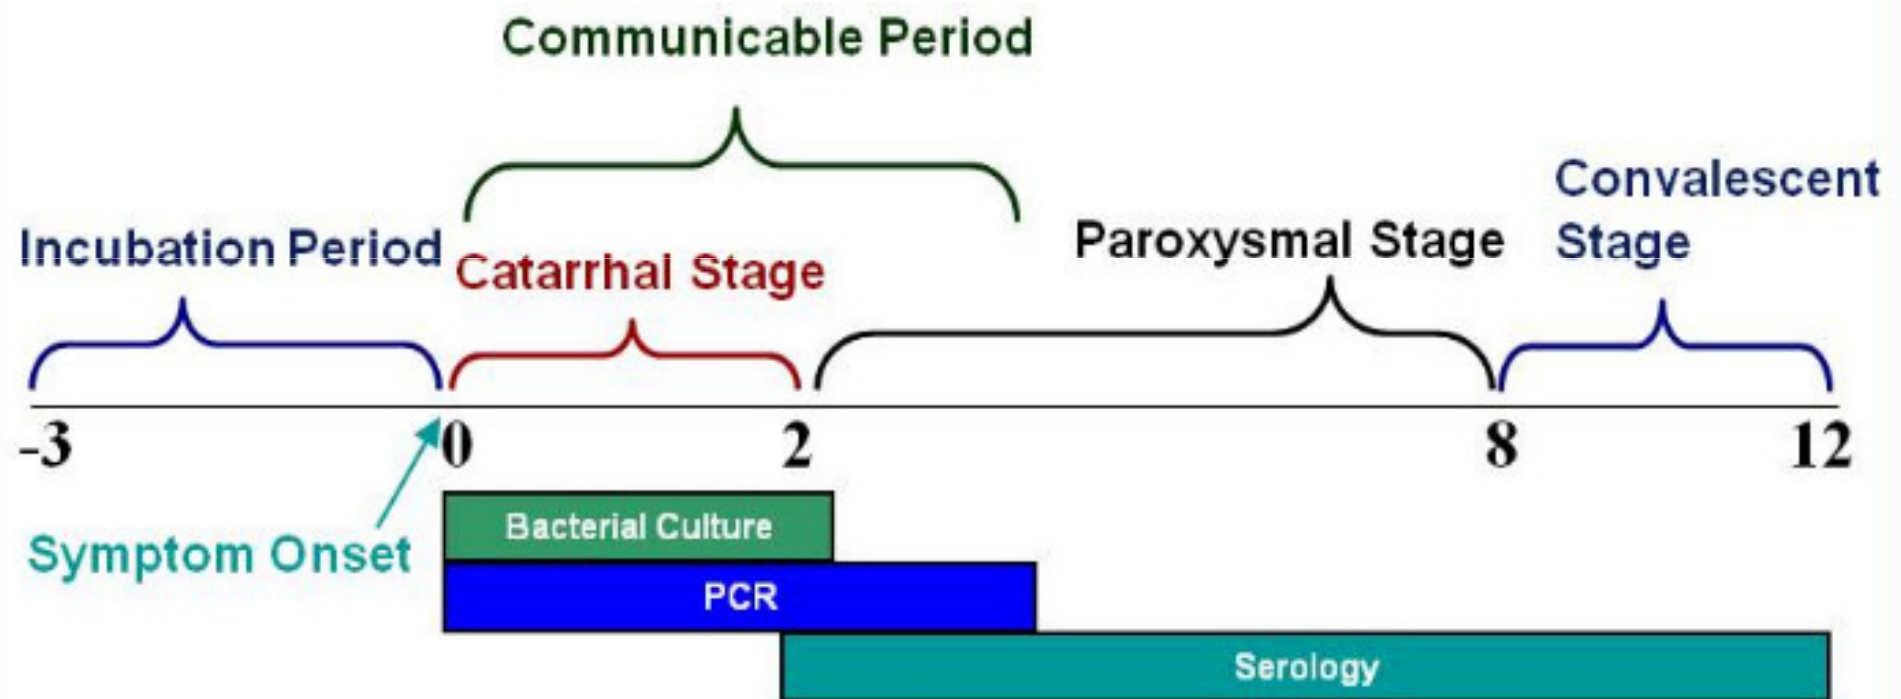 Communicable Period
Convalescent
Stage
Incubation Period
Catarrhal Stage
Paroxysmal Stage
-3
0
2
8
12
Symptom Onset
Bacterial Culture
PCR
Serology